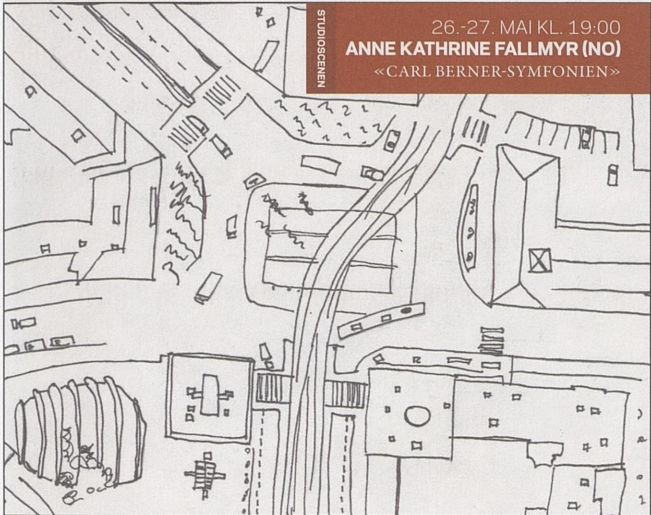 STUDIOSCENEN
26.-27. MAI KL. 19:00
ANNE KATHRINE FALLMYR (NO)
«CARL BERNER-SYMFONIEN»